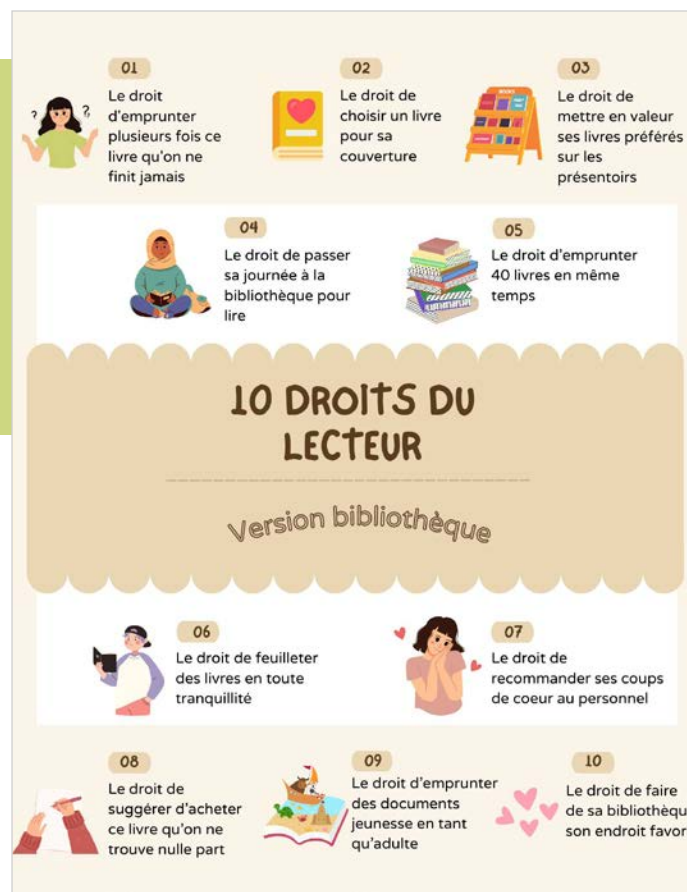 01
Le droit
d'emprunter
plusieurs fois ce
livre qu'on ne
finit jamais
02
Le droit de
choisir un livre
pour sa
couverture
03
Le droit de
mettre en valeur
ses livres préférés
sur les
présentoirs
04
Le droit de passer
sa journée à la
bibliothèque pour
lire
05
Le droit d'emprunter
40 livres en même
temps
10 DROITS DU
LECTEUR
Version bibliothèque
06
Le droit de feuilleter
des livres en toute
tranquillité
07
Le droit de
recommander ses coups
de coeur au personnel
08
Le droit de
suggérer d'acheter
ce livre qu'on ne
trouve nulle part
09
Le droit d'emprunter
des documents
jeunesse en tant
qu'adulte
10
Le droit de faire
de sa bibliothèqu
son endroit favor